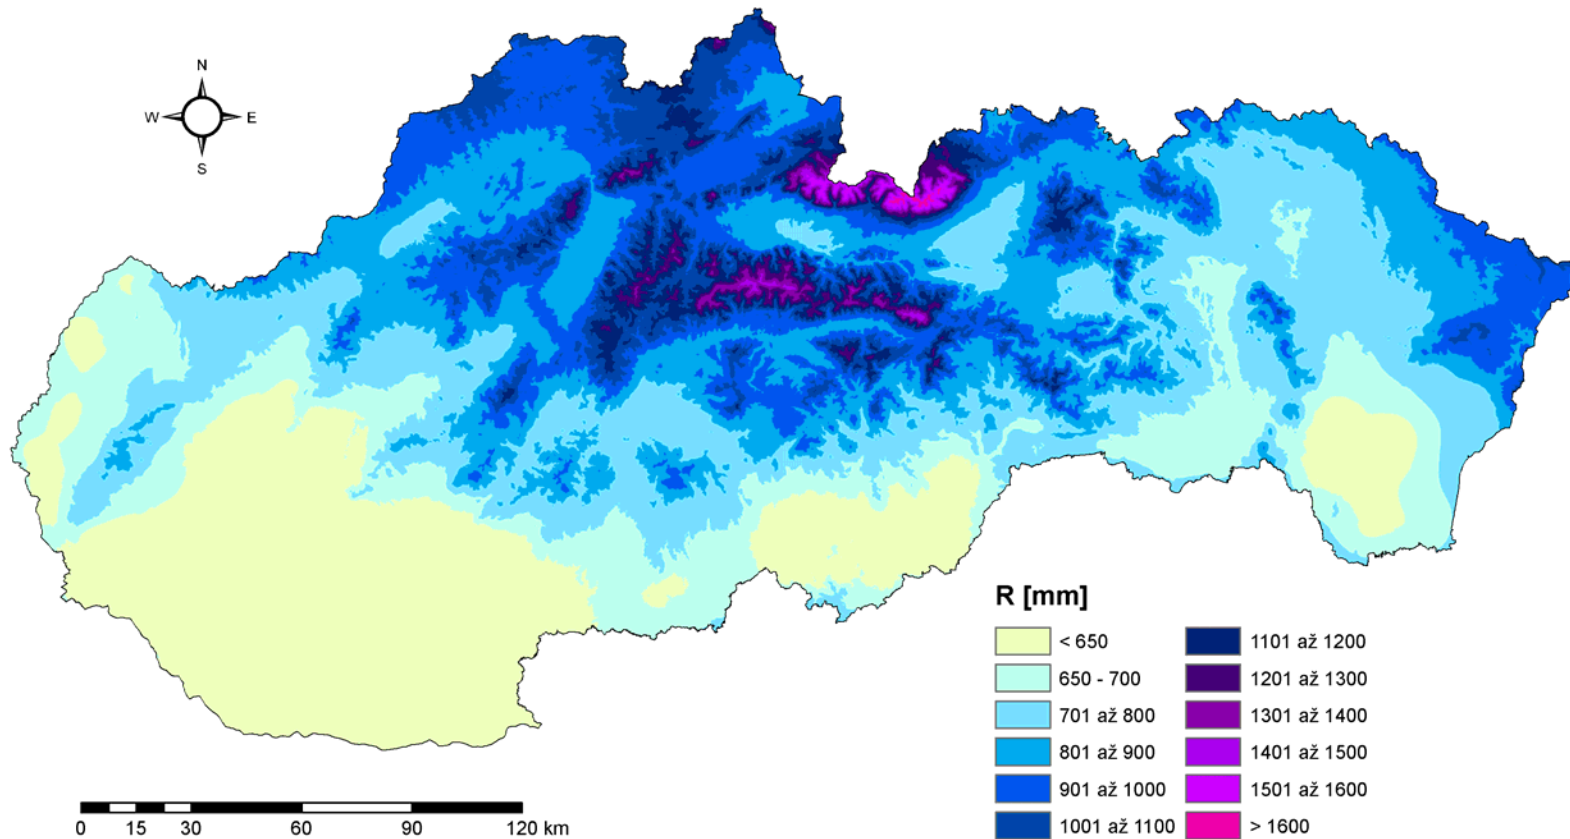 N
W E
S
R [mm]
< 650
650 - 700
701 až 800
801 až 900
901 až 1000
1001 až 1100
1101 až 1200
1201 až 1300
1301 až 1400
1401 až 1500
1501 až 1600
> 1600
0 15 30 60 90 120 km